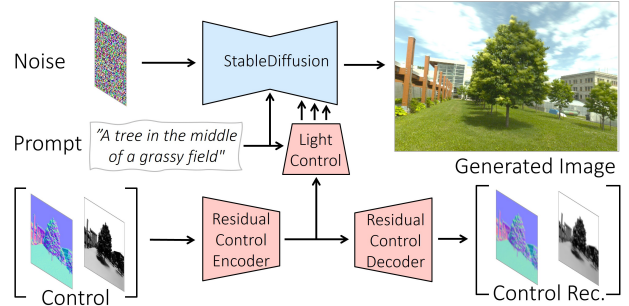 Noise
StableDiffusion
Prompt
"A tree in the middle
of a grassy field"
Light
Control
Generated Image
Residual
Control
Encoder
Residual
Control
Decoder
Control
Control Rec.